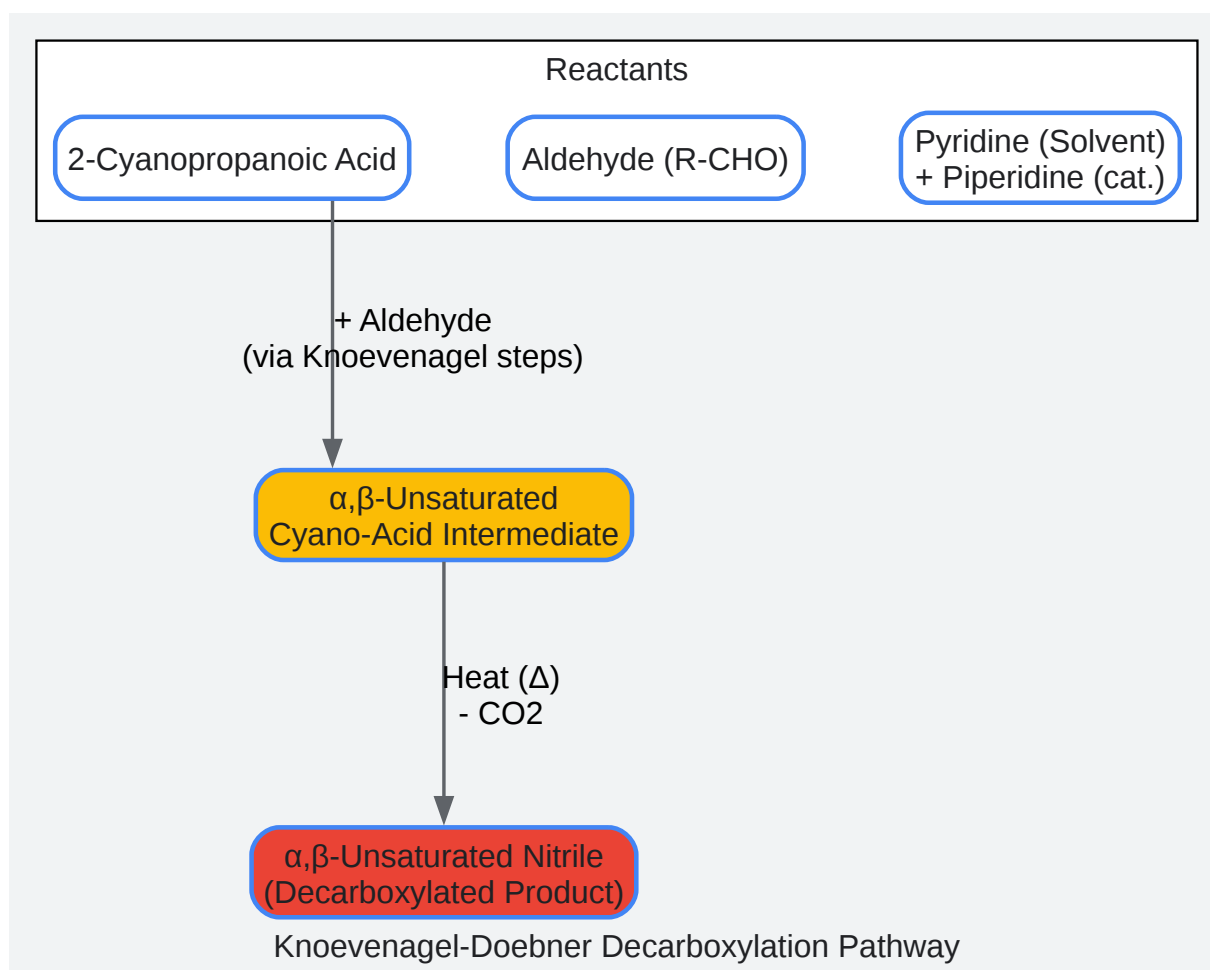 Reactants
2-Cyanopropanoic Acid
Aldehyde (R-CHO)
Pyridine (Solvent)
+ Piperidine (cat.)
+ Aldehyde
(via Knoevenagel steps)
α,β-Unsaturated
Cyano-Acid Intermediate
Heat (Δ)
- CO2
α,β-Unsaturated Nitrile
(Decarboxylated Product)
Knoevenagel-Doebner Decarboxylation Pathway